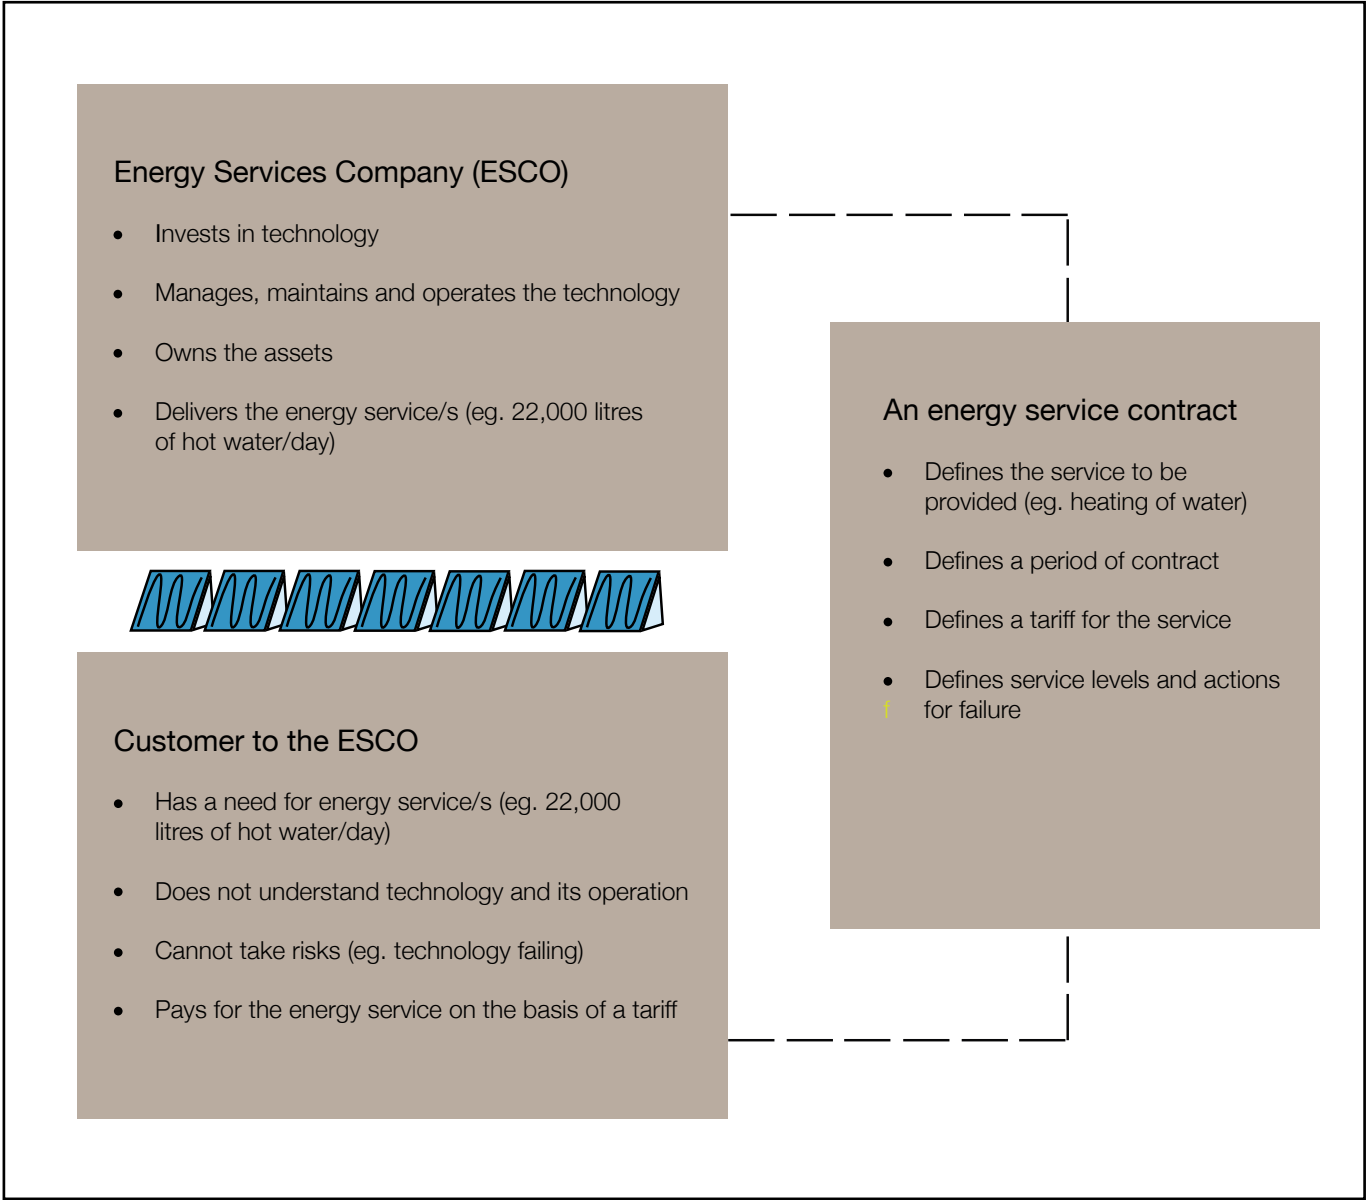 Energy Services Company (ESCO)
• Invests in technology
• Manages, maintains and operates the technology
• Owns the assets
• Delivers the energy service/s (eg. 22,000 litres
of hot water/day)
Customer to the ESCO
• Has a need for energy service/s (eg. 22,000
litres of hot water/day)
• Does not understand technology and its operation
• Cannot take risks (eg. technology failing)
• Pays for the energy service on the basis of a tariff
An energy service contract
• Defines the service to be
provided (eg. heating of water)
• Defines a period of contract
• Defines a tariff for the service
• Defines service levels and actions
f for failure